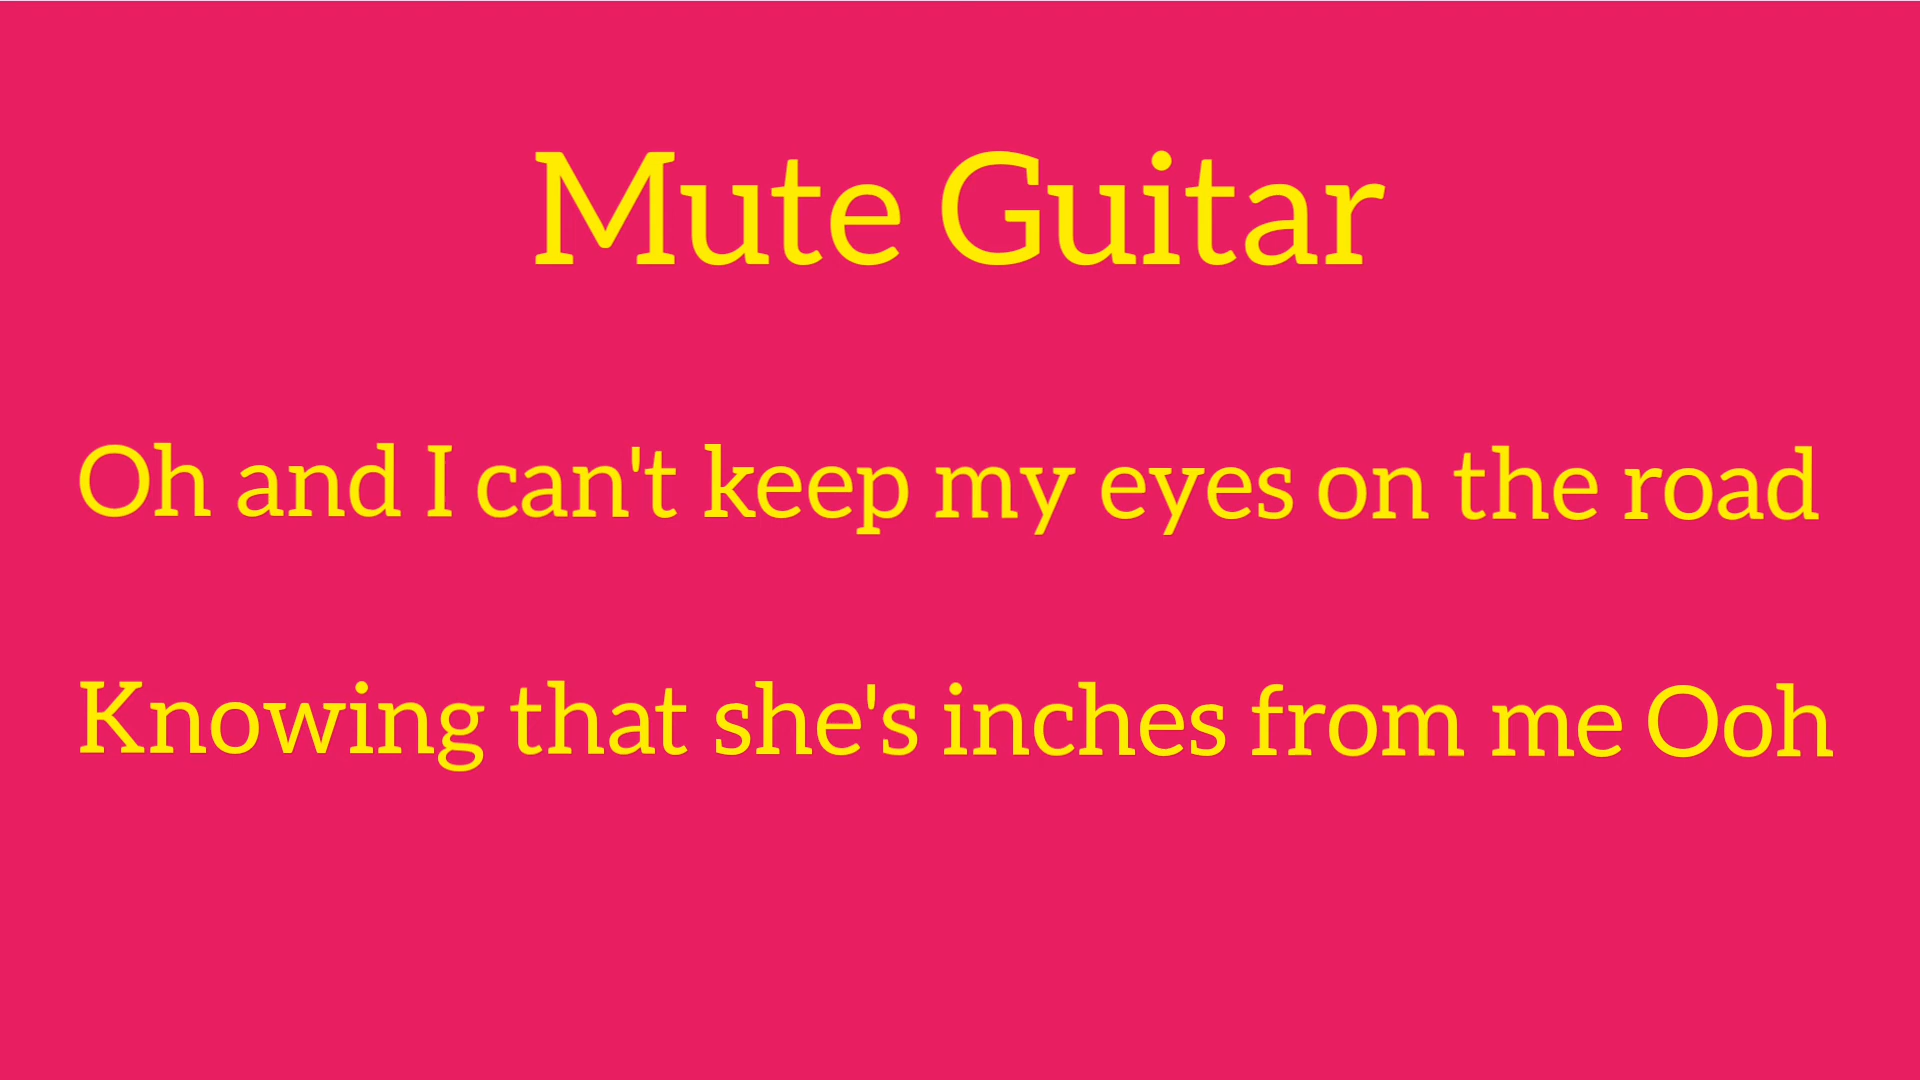 Mute Guitar
Oh and I can't keep my eyes on the road
Knowing that she's inches from me Ooh